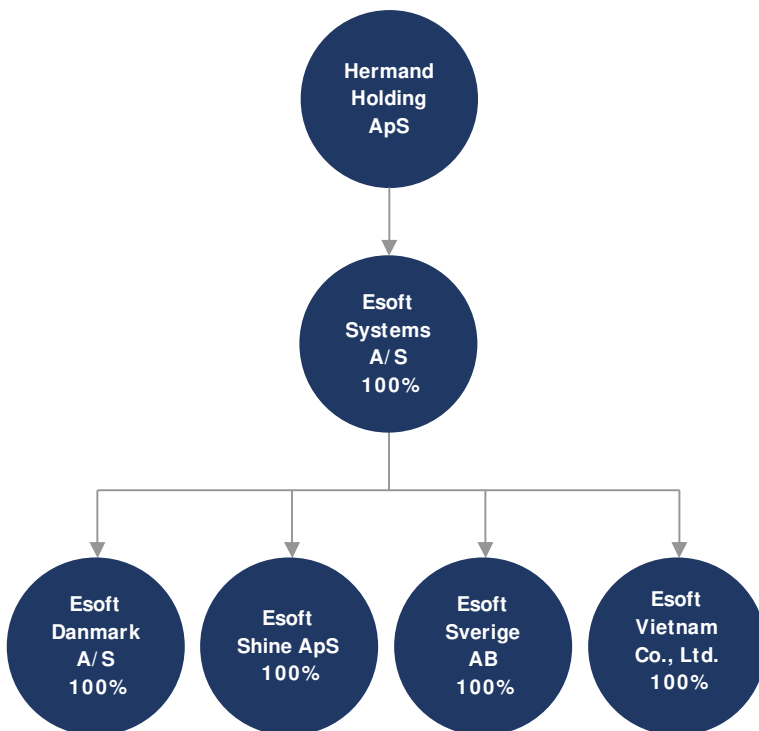 Hermand
Holding
ApS
Esoft
Systems
A/S
100%
Esoft
Danmark
A/S
100%
Esoft
Shine ApS
100%
Esoft
Sverige
AB
100%
Esoft
Vietnam
Co., Ltd.
100%